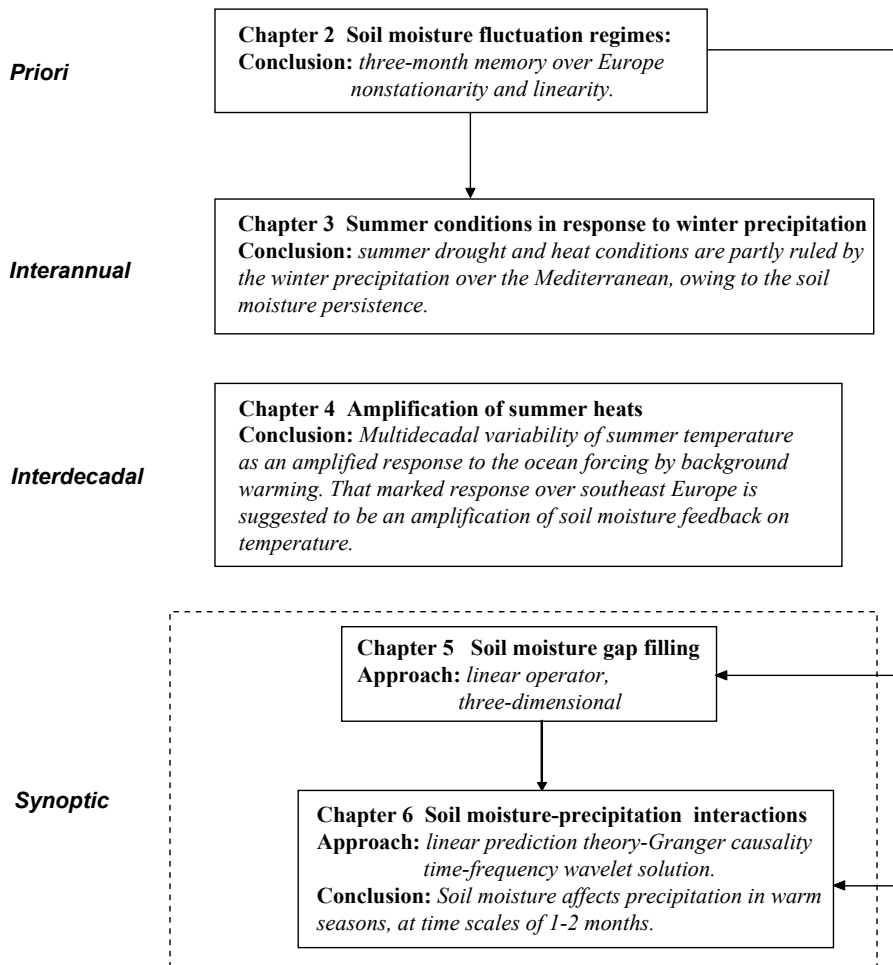 Priori
Chapter 2 Soil moisture fluctuation regimes:
Conclusion: three-month memory over Europe
nonstationarity and linearity.
Interannual
Chapter 3 Summer conditions in response to winter precipitation
Conclusion: summer drought and heat conditions are partly ruled by
the winter precipitation over the Mediterranean, owing to the soil
moisture persistence.
Interdecadal
Chapter 4 Amplification of summer heats
Conclusion: Multidecadal variability of summer temperature
as an amplified response to the ocean forcing by background
warming. That marked response over southeast Europe is
suggested to be an amplification of soil moisture feedback on
temperature.
Synoptic
Chapter 5 Soil moisture gap filling
Approach: linear operator,
three-dimensional
Chapter 6 Soil moisture-precipitation interactions
Approach: linear prediction theory-Granger causality
time-frequency wavelet solution.
Conclusion: Soil moisture affects precipitation in warm
seasons, at time scales of 1-2 months.